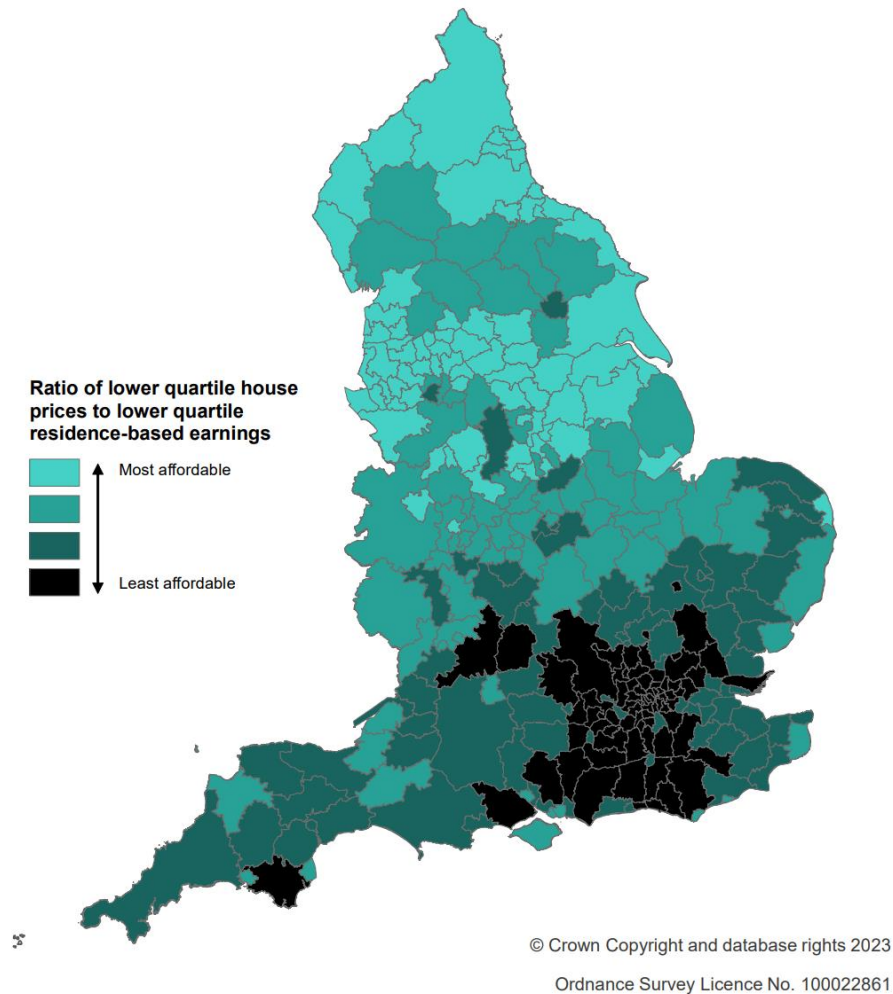 Ratio of lower quartile house
prices to lower quartile
residence-based earnings
Most affordable
Least affordable
© Crown Copyright and database rights 2023
Ordnance Survey Licence No. 100022861